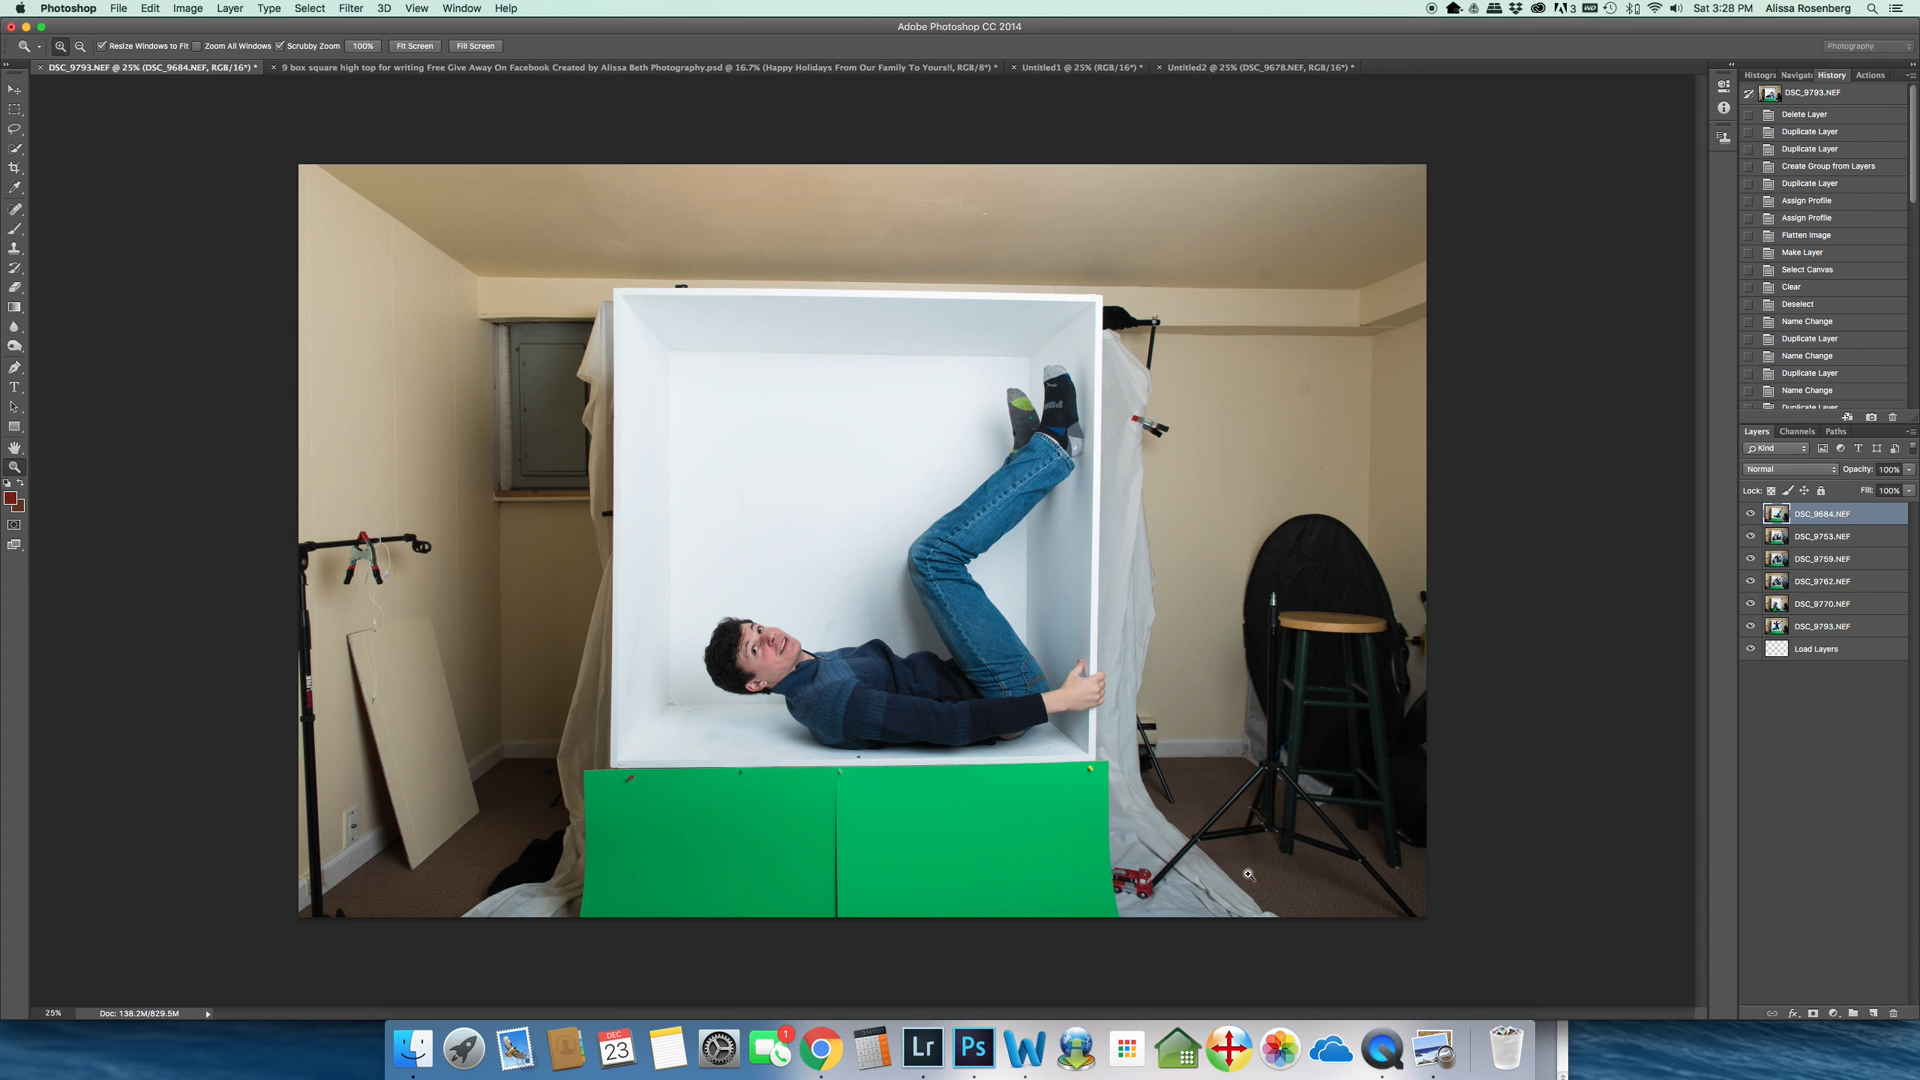 Photoshop File Edit Image Layer Type Select Filter 3D View Window Help 3 Sat 3:28 PM Alissa Rosenberg
Adobe Photoshop CC 2014
Resize Windows to Fit Zoom All Windows Scrubby Zoom 100% Fit Screen Fill Screen Photography
DSC_9793.NEF @ 25% (DSC_9684.NEF, RGB/16*) *
9 box square high top for writing Free Give Away On Facebook Created by Alissa Beth Photography.psd @ 16.7% (Happy Holidays From Our Family To Yours!!, RGB/8*) *
Untitled1 @ 25% (RGB/16*) *
Untitled2 @ 25% (DSC_9678.NEF, RGB/16*) *
Histogra Navigate History Actions
DSC_9793.NEF
Delete Layer
Duplicate Layer
Duplicate Layer
Create Group from Layers
Duplicate Layer
Assign Profile
Assign Profile
Flatten Image
Make Layer
Select Canvas
Clear
Deselect
Name Change
Duplicate Layer
Name Change
Duplicate Layer
Name Change
Duplicate Layer
Layers Channels Paths
Kind
Normal Opacity: 100%
Lock: Fill: 100%
DSC_9684.NEF
DSC_9753.NEF
DSC_9759.NEF
DSC_9762.NEF
DSC_9770.NEF
DSC_9793.NEF
Load Layers
25% Doc: 138.2M/829.5M
DEC
23
1
Lr
Ps